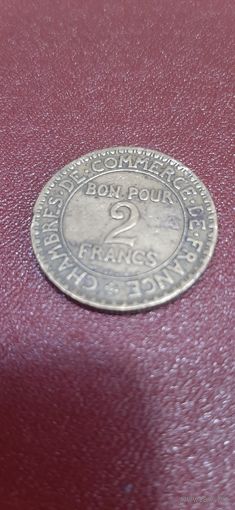 CHAMBRES · DE · COMMERCE · DE · FRANCE
BON POUR
2
FRANCS